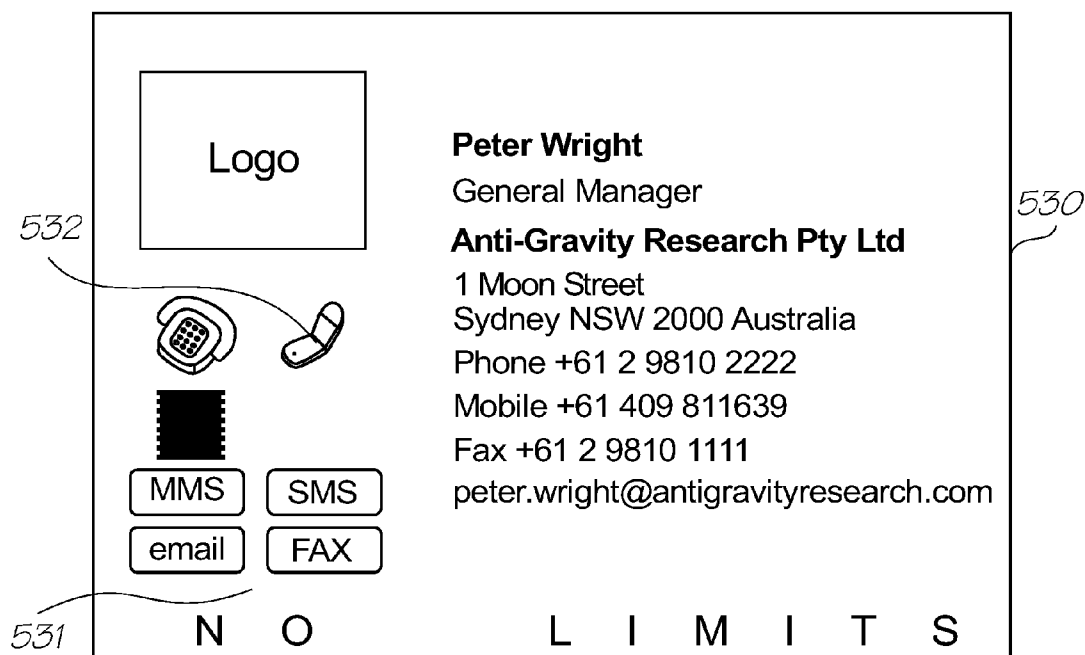 Logo
Peter Wright
General Manager
Anti-Gravity Research Pty Ltd
1 Moon Street
Sydney NSW 2000 Australia
Phone +61 2 9810 2222
Mobile +61 409 811639
Fax +61 2 9810 1111
peter.wright@antigravityresearch.com
MMS SMS
email FAX
NO LIMITS
530
532
531